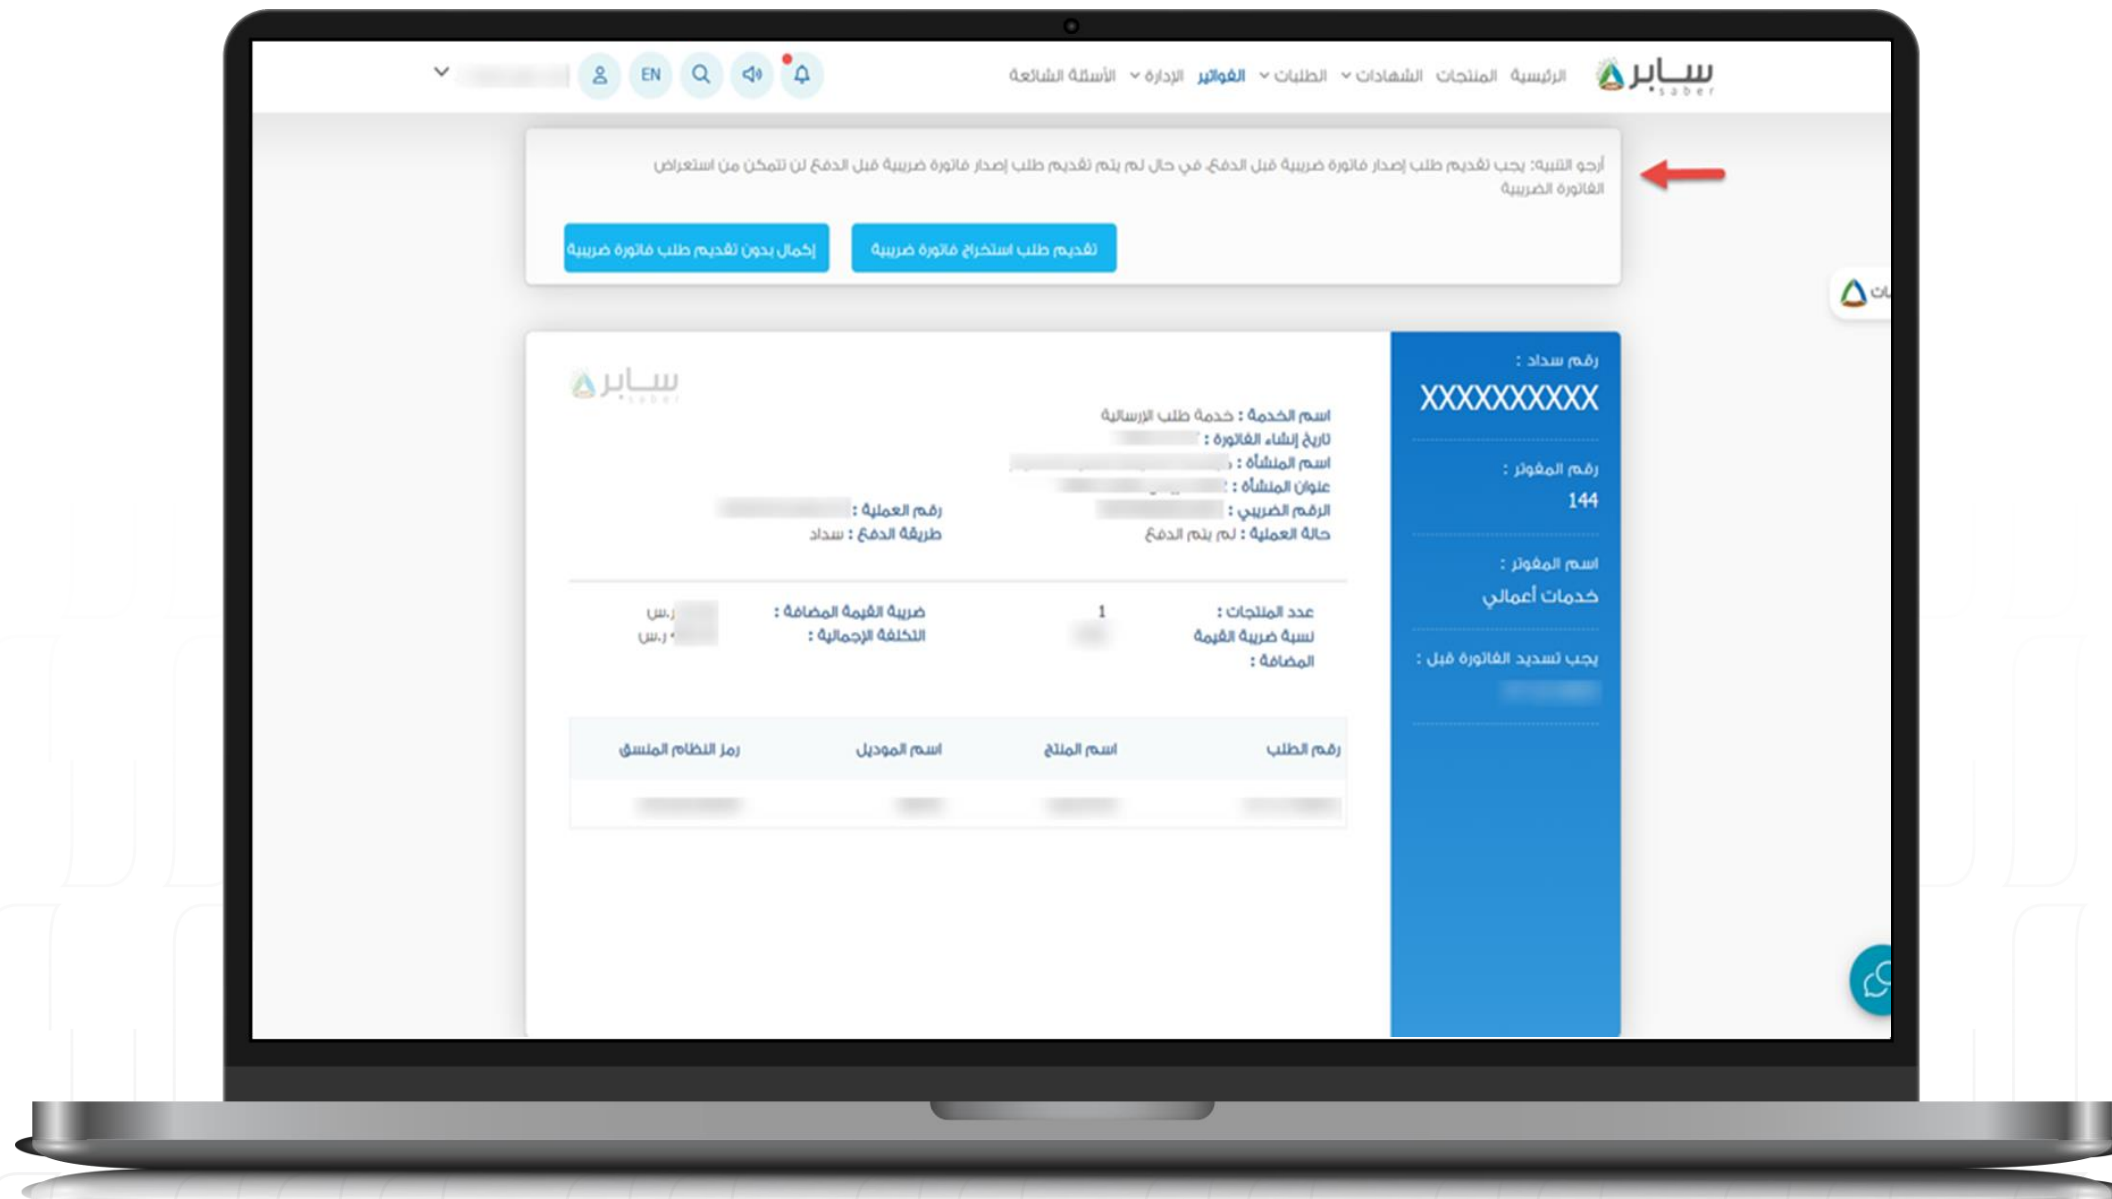 سابر
saber
الرئيسية المنتجات الشهادات الطلبات الفواتير الإدارة الأسئلة الشائعة
EN
أرجو التنبيه: يجب تقديم طلب إصدار فاتورة ضريبية قبل الدفع، في حال لم يتم تقديم طلب إصدار فاتورة ضريبية قبل الدفع لن تتمكن من استعراض
الفاتورة الضريبية
تقديم طلب استخراج فاتورة ضريبية
إكمال بدون تقديم طلب فاتورة ضريبية
رقم سداد :
XXXXXXXXXX
رقم المفوتر :
144
اسم المفوتر :
خدمات أعمالي
يجب تسديد الفاتورة قبل :
سابر
saber
اسم الخدمة : خدمة طلب الإرسالية
تاريخ إنشاء الفاتورة :
اسم المنشأة :
عنوان المنشأة :
الرقم الضريبي :
رقم العملية :
حالة العملية : لم يتم الدفع
طريقة الدفع : سداد
عدد المنتجات : 1
ضريبة القيمة المضافة : ر.س
نسبة ضريبة القيمة
المضافة :
التكلفة الإجمالية : ر.س
رقم الطلب اسم المنتج اسم الموديل رمز النظام المنسق